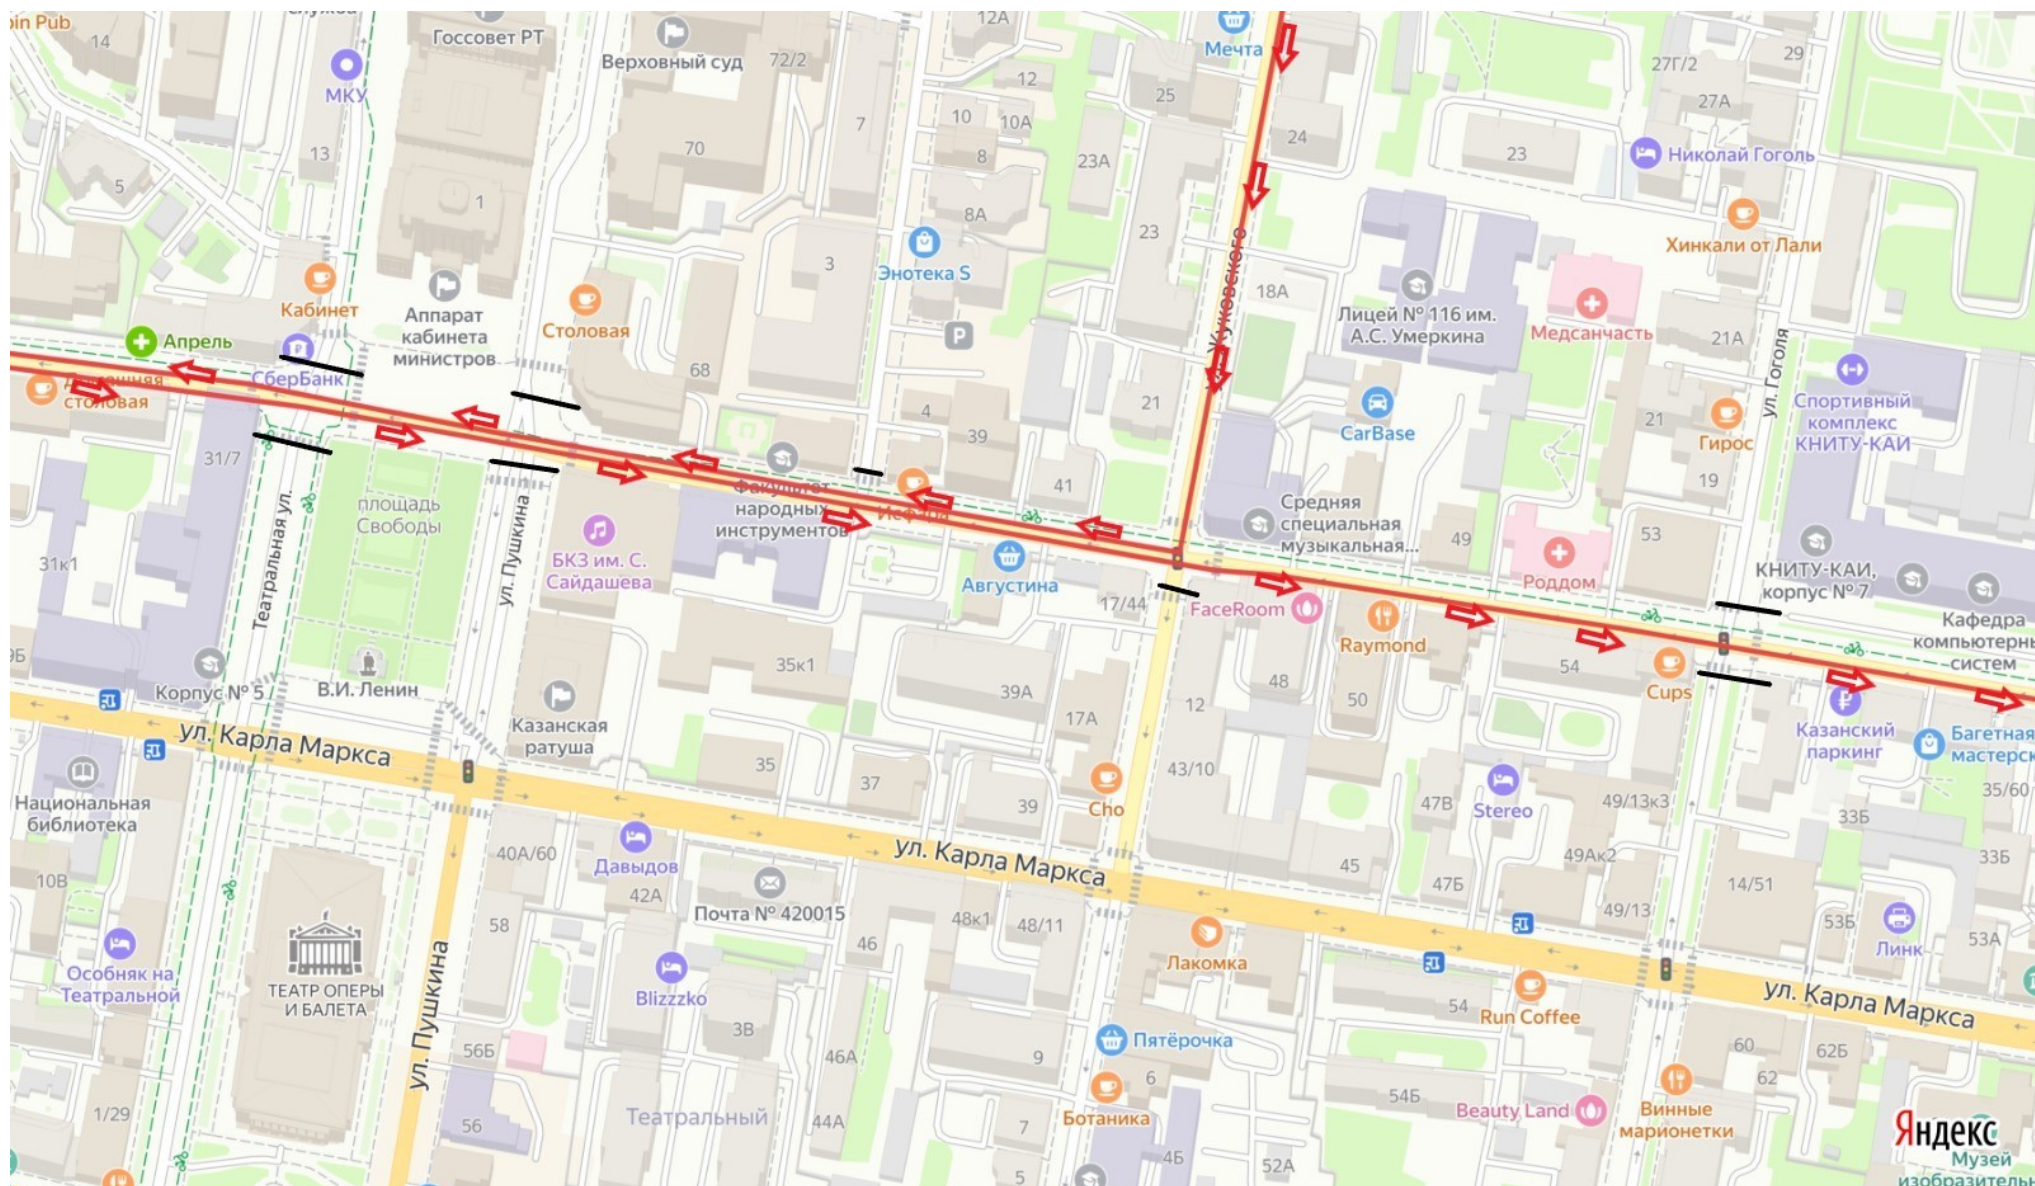 pin Pub
14
МКУ
Госсовет РТ
Верховный суд
72/2
12А
12
Мечта
25
24
29
27Г/2
27А
23
Николай Гоголь
13
5
1
70
7
10
10А
8
8А
23А
23
Хинкали от Лали
3
Энотека S
ул. Жуковского
18А
Лицей № 116 им.
А.С. Умеркина
Медсанчасть
21А
ул. Гоголя
Кабинет
Аппарат
кабинета
министров
Столовая
Апрель
СберБанк
Домашняя
столовая
68
4
39
21
CarBase
21
Гирос
Спортивный
комплекс
КНИТУ-КАИ
31/7
площадь
Свободы
Факультет
народных
инструментов
Исфара
41
Средняя
специальная
музыкальная...
49
19
53
Роддом
КНИТУ-КАИ,
корпус № 7
31к1
Театральная ул.
ул. Пушкина
БКЗ им. С.
Сайдашева
Августина
17/44
FaceRoom
Raymond
Кафедра
компьютерных
систем
54
Cups
35к1
39А
48
50
Корпус № 5
В.И. Ленин
Казанская
ратуша
17А
12
Казанский
паркинг
Багетная
мастерск
ул. Карла Маркса
35
37
39
Cho
43/10
Stereo
47В
49/13к3
33Б
35/60
Национальная
библиотека
40А/60
Давыдов
42А
ул. Карла Маркса
45
47Б
49Ак2
14/51
33Б
10В
58
Почта № 420015
46
48к1
48/11
49/13
53Б
Линк
53А
Особняк на
Театральной
ТЕАТР ОПЕРЫ
И БАЛЕТА
ул. Пушкина
Blizzzko
Лакомка
54
Run Coffee
ул. Карла Маркса
3В
56Б
46А
9
Пятёрочка
6
60
62Б
62
1/29
56
Театральный
44А
7
Ботаника
54Б
Beauty Land
Винные
марионетки
5
4Б
52А
Яндекс
Музей
изобразительн